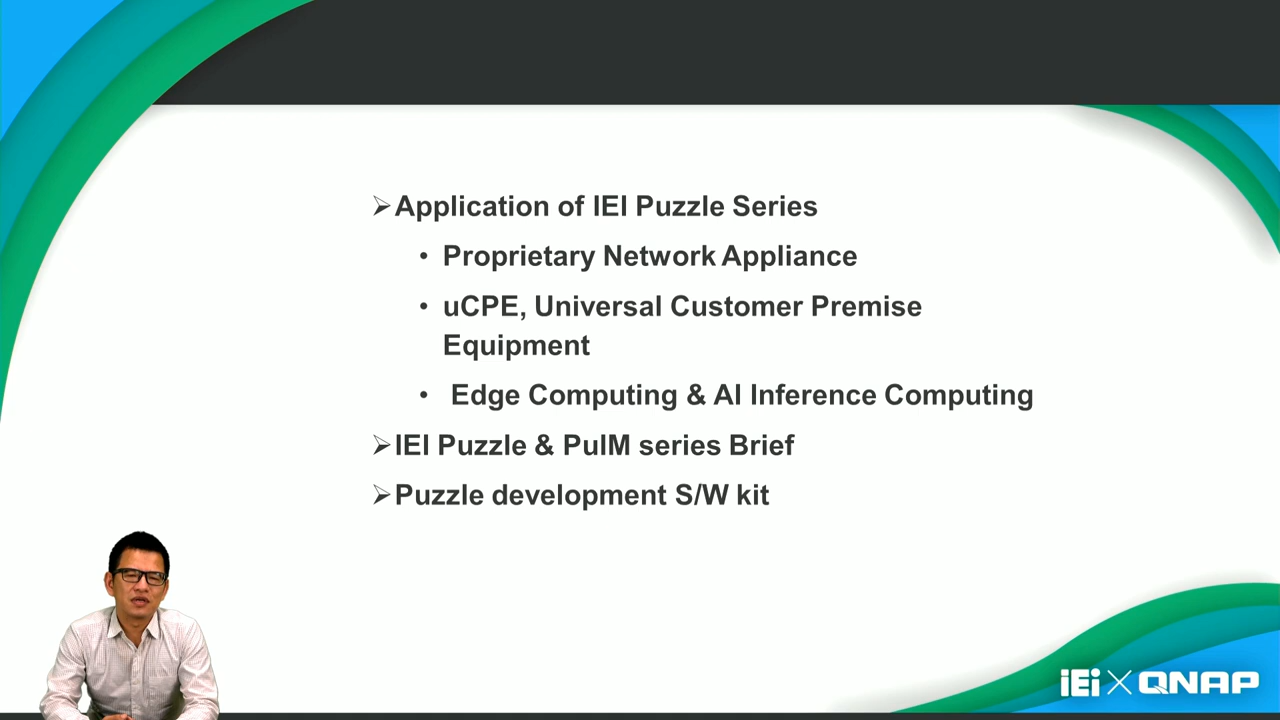 ➢Application of IEI Puzzle Series
• Proprietary Network Appliance
• uCPE, Universal Customer Premise
Equipment
• Edge Computing & AI Inference Computing
➢IEI Puzzle & PulM series Brief
➢Puzzle development S/W kit
iEi X QNAP